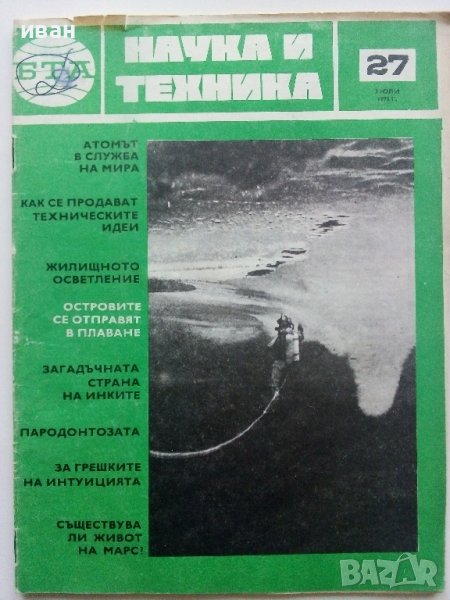 иван
БТА
НАУКА И
ТЕХНИКА
27
АТОМЪТ
В СЛУЖБА
НА МИРА
КАК СЕ ПРОДАВАТ
ТЕХНИЧЕСКИТЕ
ИДЕИ
ЖИЛИЩНОТО
ОСВЕТЛЕНИЕ
ОСТРОВИТЕ
СЕ ОТПРАВЯТ
В ПЛАВАНЕ
ЗАГАДЪЧНАТА
СТРАНА
НА ИНКИТЕ
ПАРОДОНТОЗАТА
ЗА ГРЕШКИТЕ
НА ИНТУИЦИЯТА
СЪЩЕСТВУВА
ЛИ ЖИВОТ
НА МАРС?
BAZAR